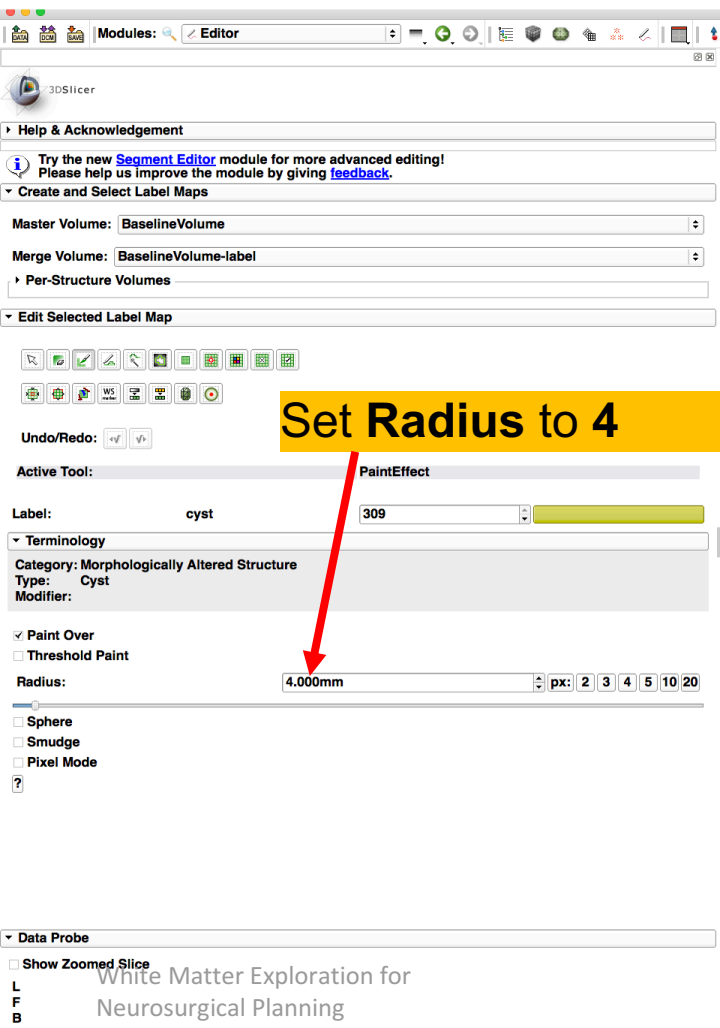 DATA DCM SAVE Modules: Editor
3DSlicer
Help & Acknowledgement
Try the new Segment Editor module for more advanced editing!
Please help us improve the module by giving feedback.
Create and Select Label Maps
Master Volume: BaselineVolume
Merge Volume: BaselineVolume-label
Per-Structure Volumes
Edit Selected Label Map
WS
Set Radius to 4
Undo/Redo:
Active Tool: PaintEffect
Label: cyst 309
Terminology
Category: Morphologically Altered Structure
Type: Cyst
Modifier:
Paint Over
Threshold Paint
Radius: 4.000mm px: 2 3 4 5 10 20
Sphere
Smudge
Pixel Mode
?
Data Probe
Show Zoomed Slice
White Matter Exploration for
Neurosurgical Planning
L
F
B